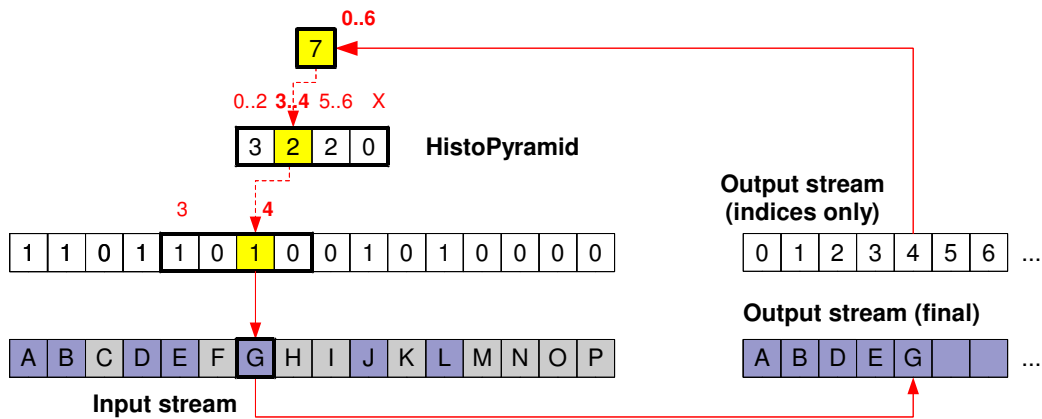 0..6
7
0..2 3..4 5..6 X
3 2 2 0 HistoPyramid
Output stream
(indices only)
3 4
1 1 0 1 1 0 1 0 0 1 0 1 0 0 0 0
0 1 2 3 4 5 6 ...
Output stream (final)
A B C D E F G H I J K L M N O P
A B D E G ...
Input stream